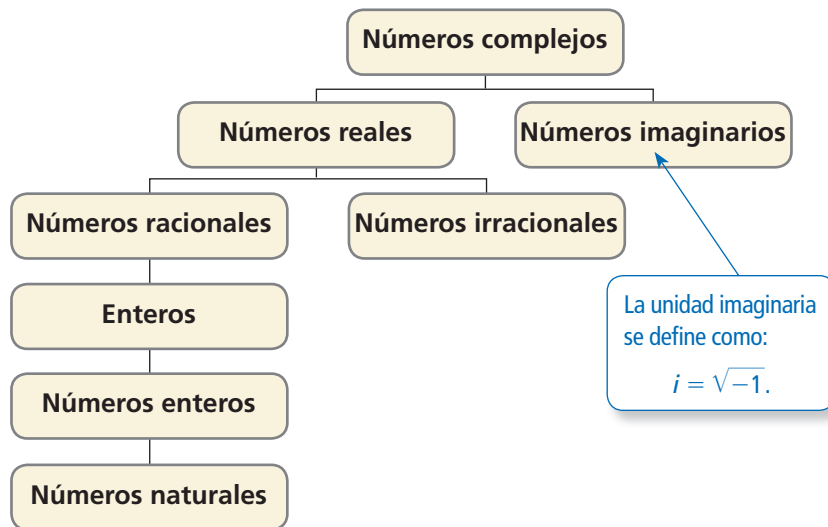 Números complejos
Números reales
Números imaginarios
Números racionales
Números irracionales
Enteros
Números enteros
Números naturales
La unidad imaginaria
se define como:
i = √−1.